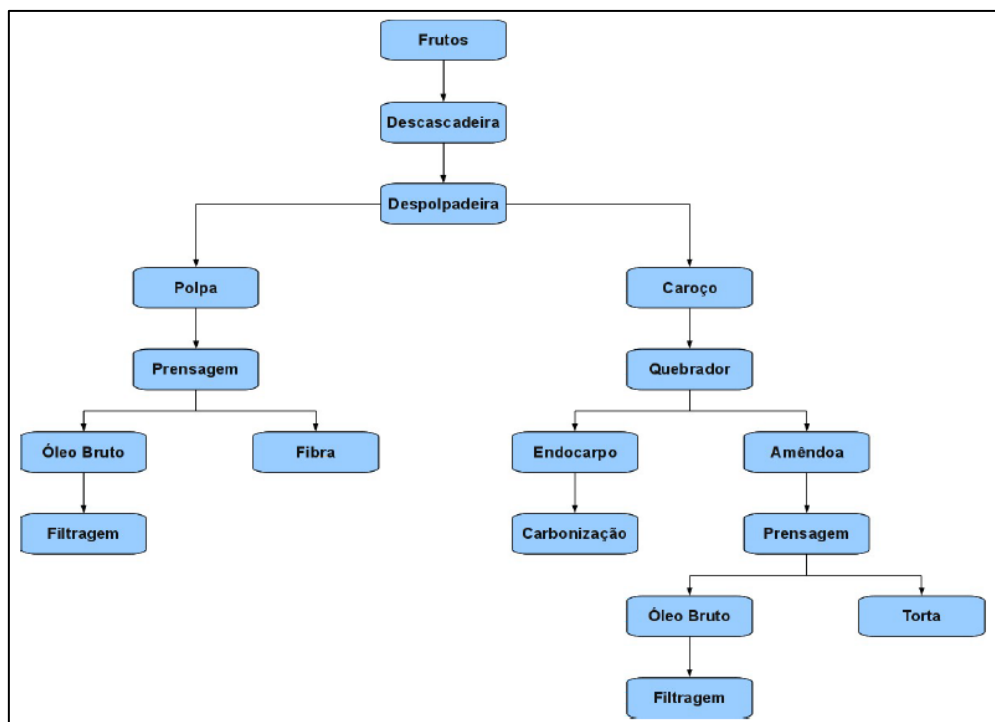 Frutos
Descascadeira
Despolpadeira
Polpa
Caroço
Prensagem
Quebrador
Óleo Bruto
Fibra
Endocarpo
Amêndoa
Filtragem
Carbonização
Prensagem
Óleo Bruto
Torta
Filtragem